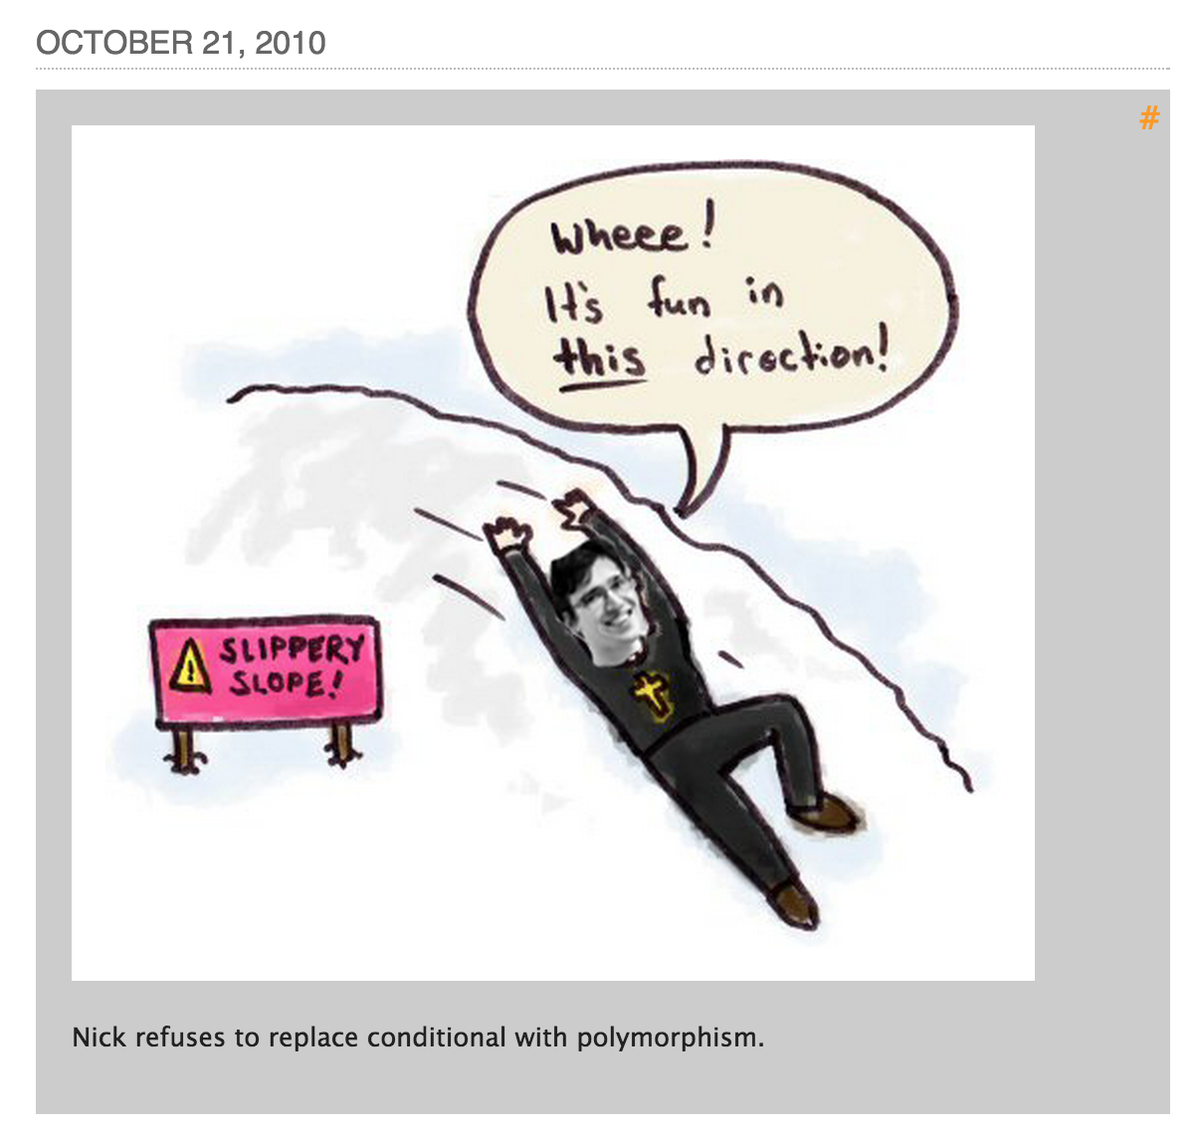 OCTOBER 21, 2010
#
Wheee!
It's fun in
this direction!
SLIPPERY
SLOPE!
Nick refuses to replace conditional with polymorphism.